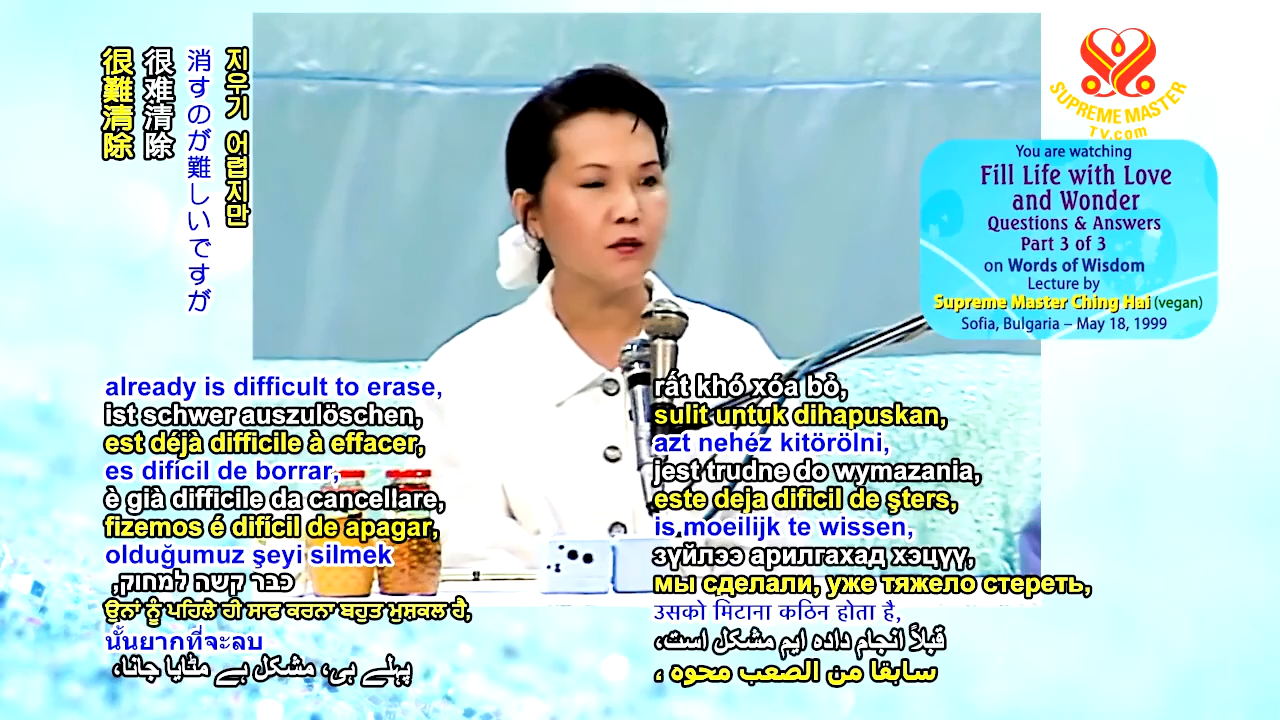 很難清除
很难清除
消すのが難しいですが
지우기 어렵지만
SUPREME MASTER
TV.com
You are watching
Fill Life with Love
and Wonder
Questions & Answers
Part 3 of 3
on Words of Wisdom
Lecture by
Supreme Master Ching Hai (vegan)
Sofia, Bulgaria – May 18, 1999
already is difficult to erase,
ist schwer auszulöschen,
est déjà difficile à effacer,
es difícil de borrar,
è già difficile da cancellare,
fizemos é difícil de apagar,
olduğumuz şeyi silmek
כבר קשה למחוק,
ਉਨਾਂ ਨੂੰ ਪਹਿਲੇ ਹੀ ਸਾਫ ਕਰਨਾ ਬਹੁਤ ਮੁਸ਼ਕਲ ਹੈ,
นั้นยากที่จะลบ
پہلے ہی، مشکل ہے مٹایا جانا،
rất khó xóa bỏ,
sulit untuk dihapuskan,
azt nehéz kitörölni,
jest trudne do wymazania,
este deja dificil de şters,
is moeilijk te wissen,
зүйлээ арилгахад хэцүү,
мы сделали, уже тяжело стереть,
उसको मिटाना कठिन होता है,
قبلاً انجام داده ایم مشکل است،
سابقا من الصعب محوه ،